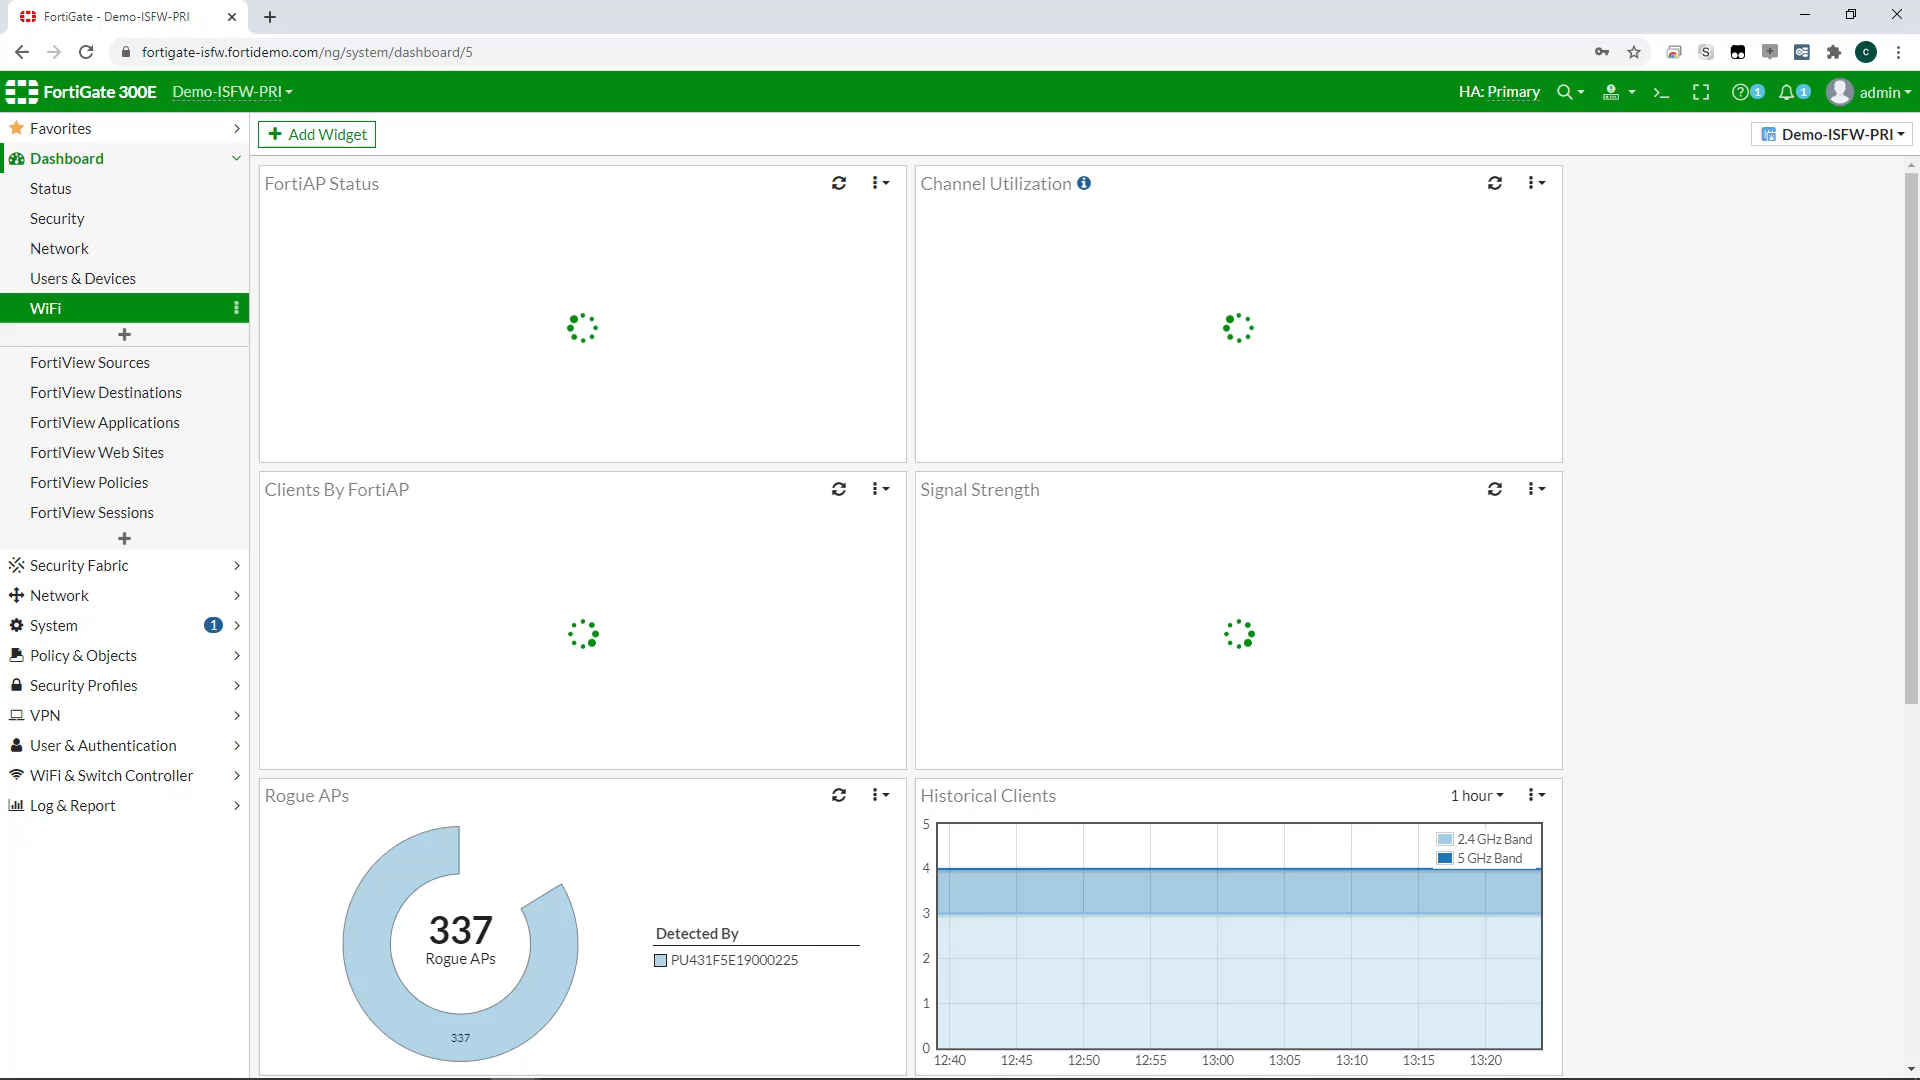 FortiGate - Demo-ISFW-PRI
fortigate-isfw.fortidemo.com/ng/system/dashboard/5
S
c
FortiGate 300E
Demo-ISFW-PRI
HA: Primary
1
1
admin
Favorites
Dashboard
Status
Security
Network
Users & Devices
WiFi
FortiView Sources
FortiView Destinations
FortiView Applications
FortiView Web Sites
FortiView Policies
FortiView Sessions
Security Fabric
Network
System
1
Policy & Objects
Security Profiles
VPN
User & Authentication
WiFi & Switch Controller
Log & Report
Add Widget
Demo-ISFW-PRI
FortiAP Status
Channel Utilization
Clients By FortiAP
Signal Strength
Rogue APs
337
Rogue APs
337
Detected By
PU431F5E19000225
Historical Clients
1 hour
2.4 GHz Band
5 GHz Band
5
4
3
2
1
0
12:40 12:45 12:50 12:55 13:00 13:05 13:10 13:15 13:20